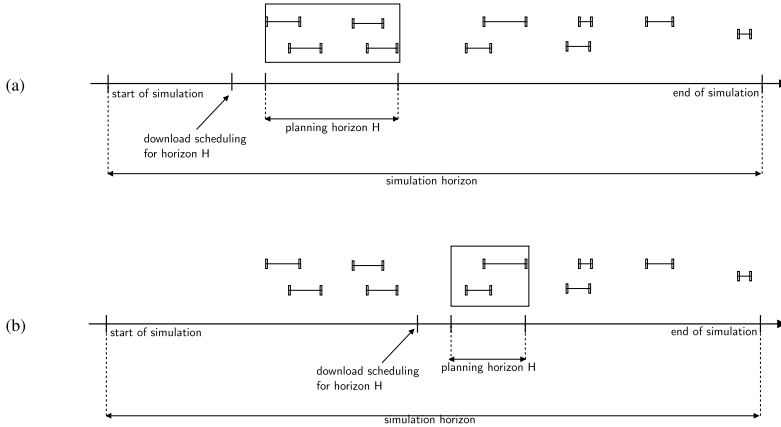 (a)
start of simulation
end of simulation
download scheduling
for horizon H
planning horizon H
simulation horizon
(b)
start of simulation
end of simulation
download scheduling
for horizon H
planning horizon H
simulation horizon